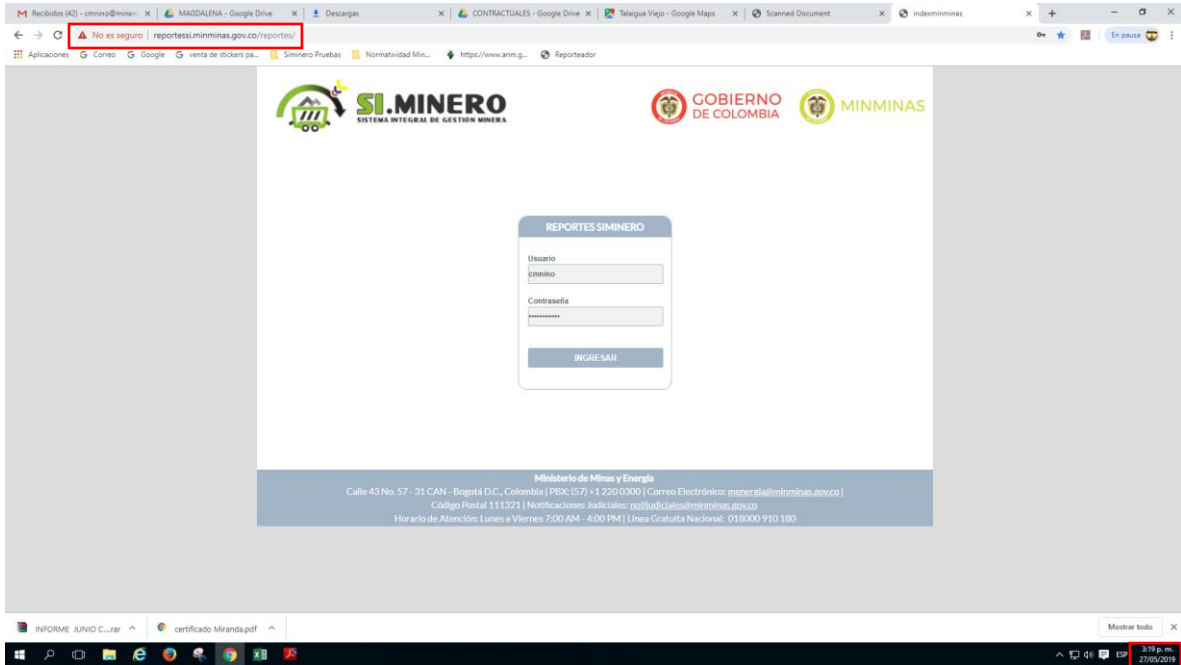 Recibidos (42) - cmnino@minen
MAGDALENA - Google Drive
Descargas
CONTRACTUALES - Google Drive
Talaigua Viejo - Google Maps
Scanned Document
indexminminas
No es seguro | reportessi.minminas.gov.co/reportes/
En pausa
Aplicaciones
Correo
Google
venta de stickers pa...
Siminero Pruebas
Normatividad Min...
https://www.anm.g...
Reporteador
SI.MINERO
SISTEMA INTEGRAL DE GESTIÓN MINERA
GOBIERNO
DE COLOMBIA
MINMINAS
REPORTES SIMINERO
Usuario
cmnino
Contraseña
••••••••••••
INGRESAR
Ministerio de Minas y Energía
Calle 43 No. 57 - 31 CAN - Bogotá D.C., Colombia | PBX: (57) +1 220 0300 | Correo Electrónico: menergia@minminas.gov.co |
Código Postal 111321 | Notificaciones Judiciales: notijudiciales@minminas.gov.co
Horario de Atención: Lunes a Viernes 7:00 AM - 4:00 PM | Línea Gratuita Nacional: 018000 910 180
INFORME JUNIO C....rar
certificado Miranda.pdf
Mostrar todo
ESP
3:19 p. m.
27/05/2019